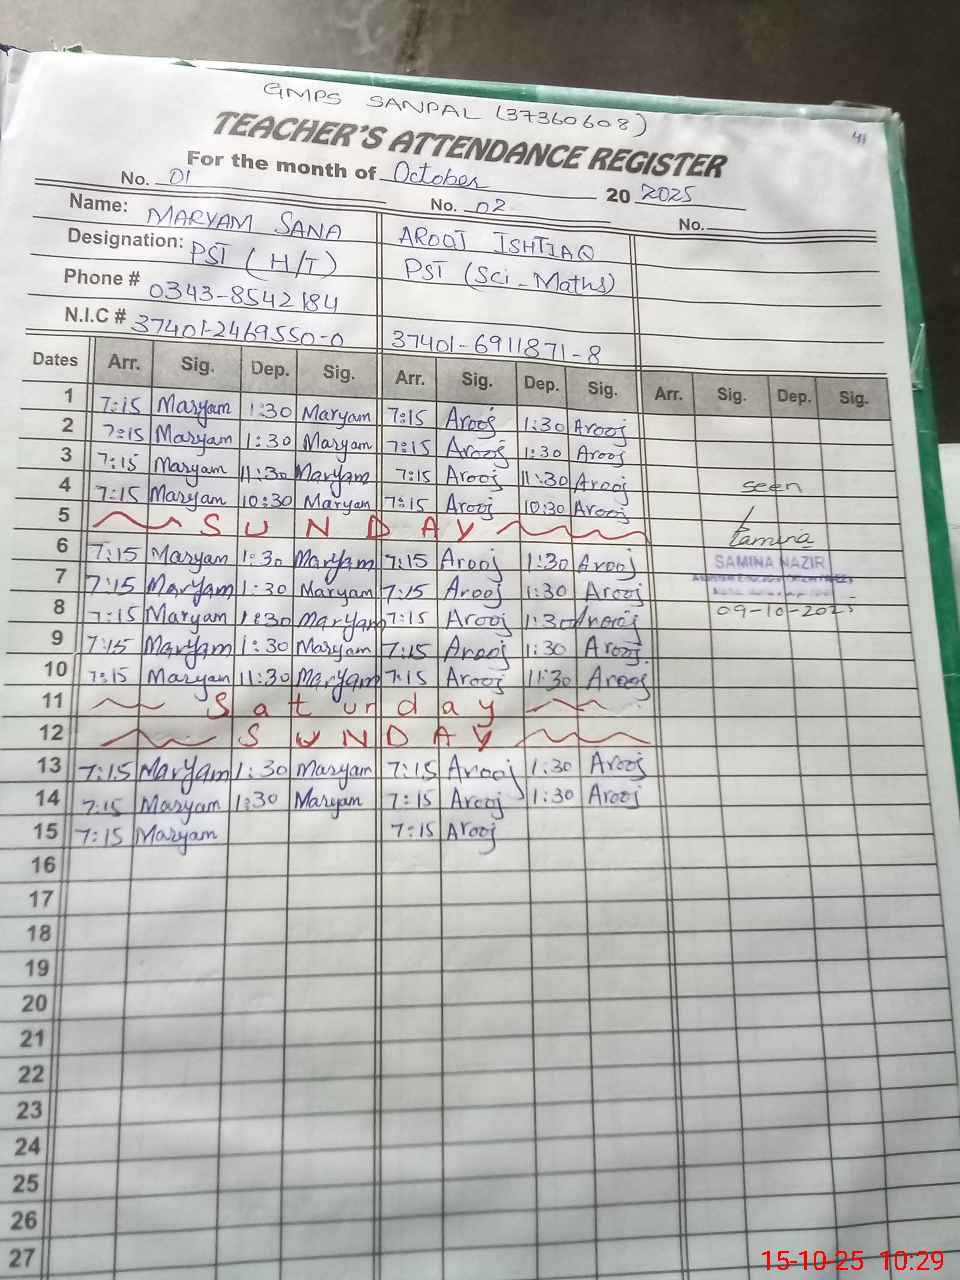 GMPS SANPAL (37360608)
41
TEACHER'S ATTENDANCE REGISTER
For the month of October 20 2025
No. 01 No. 02 No.
Name: MARYAM SANA AROOJ ISHTIAQ
Designation: PST (H/T) PST (Sci - Maths)
Phone # 0343-8542184
N.I.C # 37401-2469550-0 37401-6911871-8
Dates Arr. Sig. Dep. Sig. Arr. Sig. Dep. Sig. Arr. Sig. Dep. Sig.
1 7:15 Maryam 1:30 Maryam 7:15 Arooj 1:30 Arooj
2 7:15 Maryam 1:30 Maryam 7:15 Arooj 1:30 Arooj
3 7:15 Maryam 11:30 Maryam 7:15 Arooj 11:30 Arooj
4 7:15 Maryam 10:30 Maryam 7:15 Arooj 10:30 Arooj seen
5 SUNDAY
6 7:15 Maryam 1:30 Maryam 7:15 Arooj 1:30 Arooj
SAMINA NAZIR
7 7:15 Maryam 1:30 Maryam 7:15 Arooj 1:30 Arooj
8 7:15 Maryam 1:30 Maryam 7:15 Arooj 1:30 Arooj 09-10-2025
9 7:15 Maryam 1:30 Maryam 7:15 Arooj 1:30 Arooj
10 7:15 Maryam 11:30 Maryam 7:15 Arooj 11:30 Arooj
11 Saturday
12 SUNDAY
13 7:15 Maryam 1:30 Maryam 7:15 Arooj 1:30 Arooj
14 7:15 Maryam 1:30 Maryam 7:15 Arooj 1:30 Arooj
15 7:15 Maryam 7:15 Arooj
16
17
18
19
20
21
22
23
24
25
26
27
15-10-25 10:29